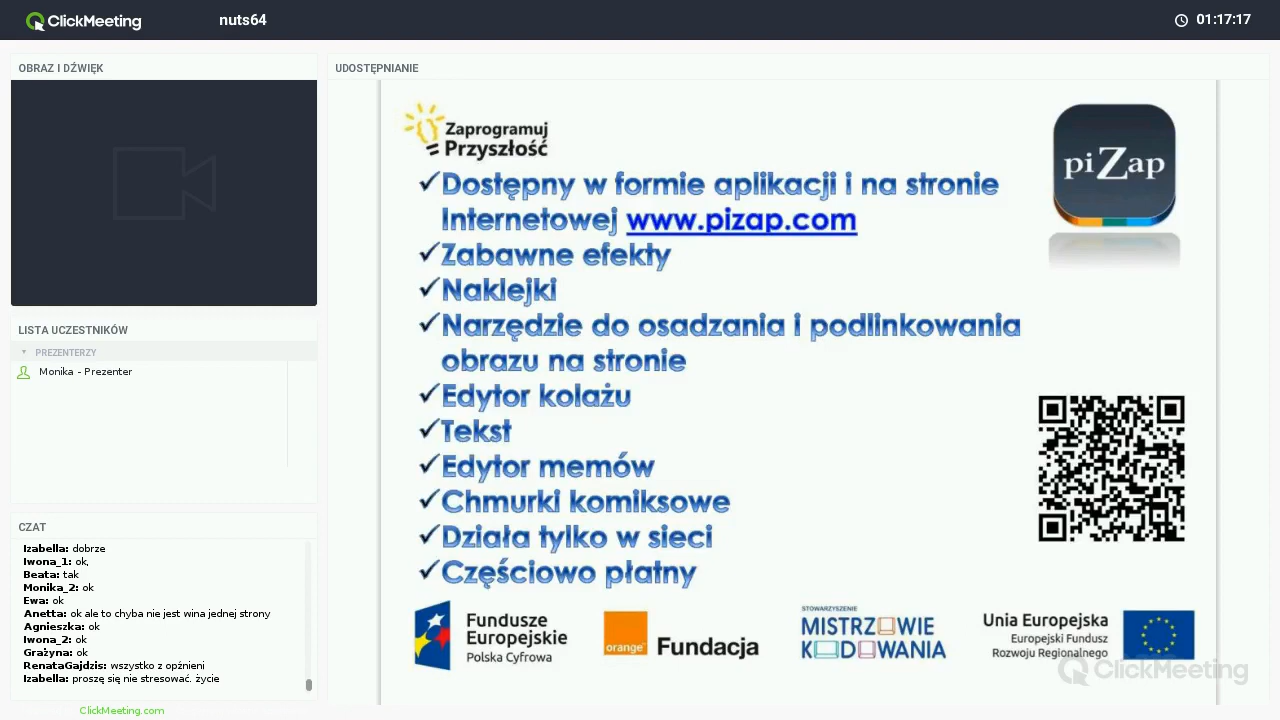 ClickMeeting
nuts64
01:17:17
OBRAZ I DŹWIĘK
LISTA UCZESTNIKÓW
PREZENTERZY
Monika - Prezenter
CZAT
Izabella: dobrze
Iwona_1: ok,
Beata: tak
Monika_2: ok
Ewa: ok
Anetta: ok ale to chyba nie jest wina jednej strony
Agnieszka: ok
Iwona_2: ok
Grażyna: ok
RenataGajdzis: wszystko z opźnieni
Izabella: proszę się nie stresować. życie
ClickMeeting.com
UDOSTĘPNIANIE
Zaprogramuj
Przyszłość
piZap
✓Dostępny w formie aplikacji i na stronie
Internetowej www.pizap.com
✓Zabawne efekty
✓Naklejki
✓Narzędzie do osadzania i podlinkowania
obrazu na stronie
✓Edytor kolażu
✓Tekst
✓Edytor memów
✓Chmurki komiksowe
✓Działa tylko w sieci
✓Częściowo płatny
Fundusze
Europejskie
Polska Cyfrowa
orange™
Fundacja
STOWARZYSZENIE
MISTRZOWIE
KODOWANIA
Unia Europejska
Europejski Fundusz
Rozwoju Regionalnego
ClickMeeting